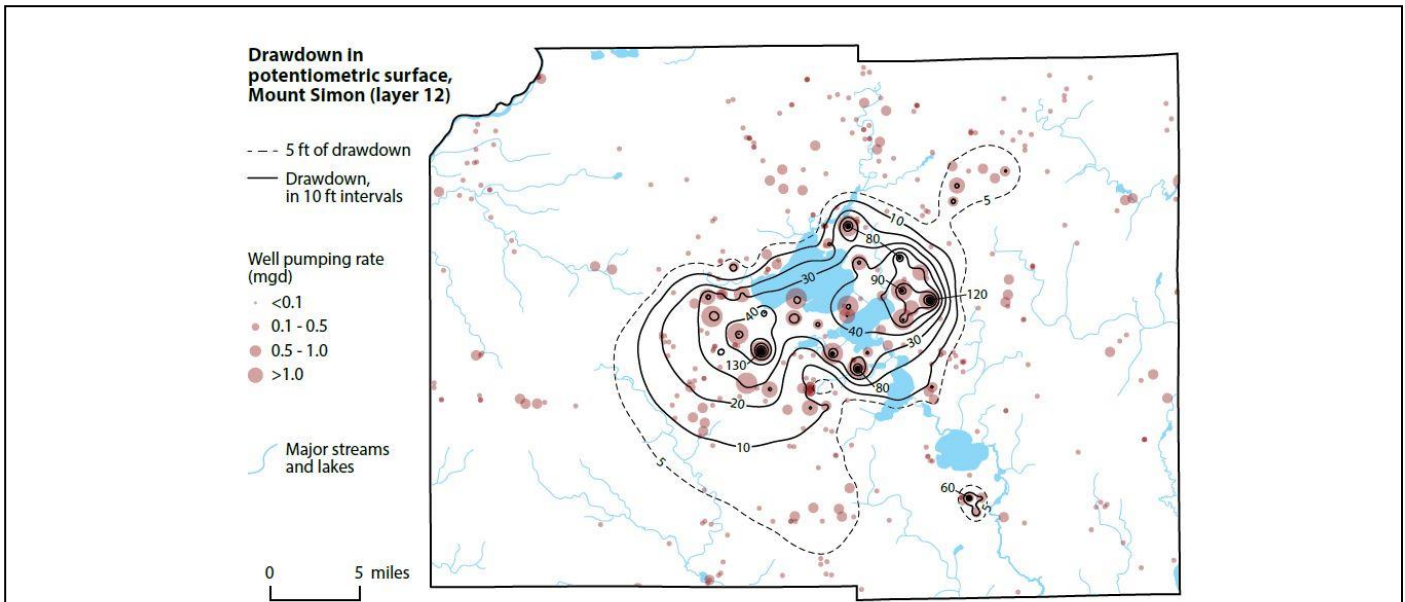 Drawdown in
potentiometric surface,
Mount Simon (layer 12)
5 ft of drawdown
Drawdown,
in 10 ft intervals
Well pumping rate
(mgd)
<0.1
0.1 - 0.5
0.5 - 1.0
>1.0
Major streams
and lakes
0 5 miles
10
5
80
30
90
120
40
40
30
130
80
20
10
5
60
5